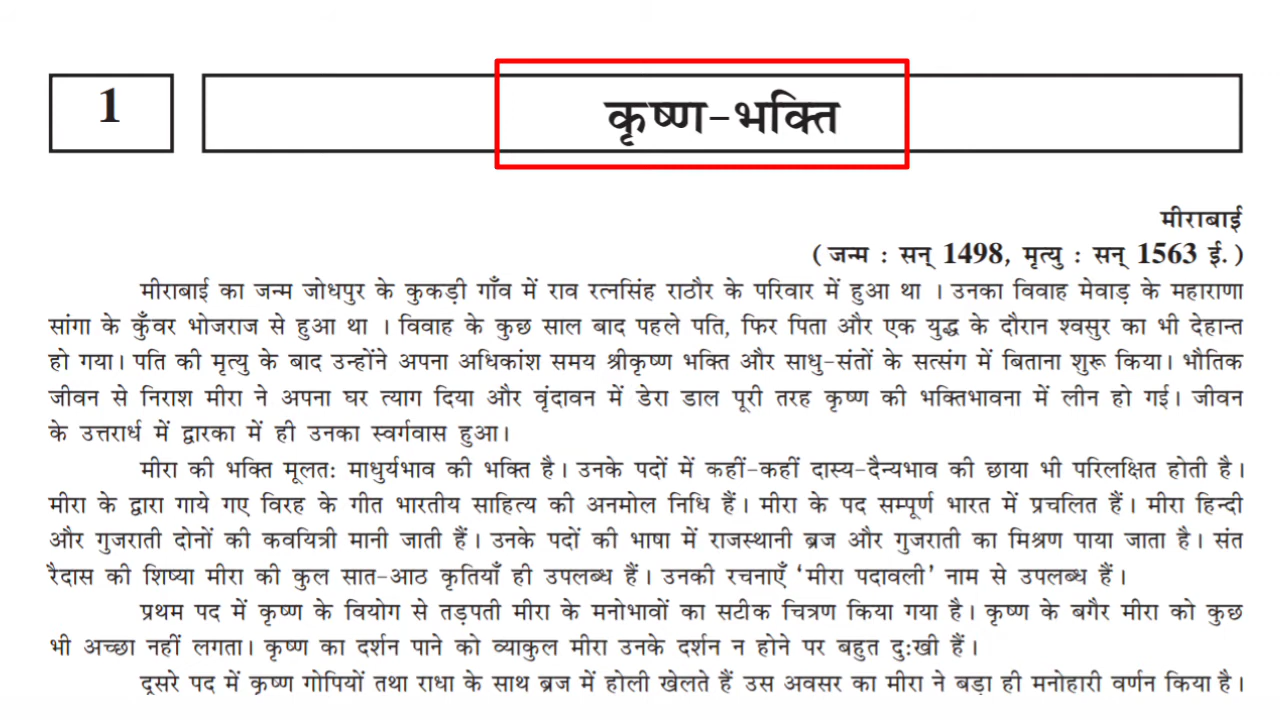 1
कृष्ण-भक्ति
मीराबाई
( जन्म : सन् 1498, मृत्यु : सन् 1563 ई. )
मीराबाई का जन्म जोधपुर के कुकड़ी गाँव में राव रत्नसिंह राठौर के परिवार में हुआ था । उनका विवाह मेवाड़ के महाराणा
सांगा के कुँवर भोजराज से हुआ था । विवाह के कुछ साल बाद पहले पति, फिर पिता और एक युद्ध के दौरान श्वसुर का भी देहान्त
हो गया। पति की मृत्यु के बाद उन्होंने अपना अधिकांश समय श्रीकृष्ण भक्ति और साधु-संतों के सत्संग में बिताना शुरू किया। भौतिक
जीवन से निराश मीरा ने अपना घर त्याग दिया और वृंदावन में डेरा डाल पूरी तरह कृष्ण की भक्तिभावना में लीन हो गई। जीवन
के उत्तरार्ध में द्वारका में ही उनका स्वर्गवास हुआ।
मीरा की भक्ति मूलत: माधुर्यभाव की भक्ति है। उनके पदों में कहीं-कहीं दास्य-दैन्यभाव की छाया भी परिलक्षित होती है।
मीरा के द्वारा गाये गए विरह के गीत भारतीय साहित्य की अनमोल निधि हैं। मीरा के पद सम्पूर्ण भारत में प्रचलित हैं। मीरा हिन्दी
और गुजराती दोनों की कवयित्री मानी जाती हैं। उनके पदों की भाषा में राजस्थानी ब्रज और गुजराती का मिश्रण पाया जाता है। संत
रैदास की शिष्या मीरा की कुल सात-आठ कृतियाँ ही उपलब्ध हैं। उनकी रचनाएँ ‘मीरा पदावली’ नाम से उपलब्ध हैं।
प्रथम पद में कृष्ण के वियोग से तड़पती मीरा के मनोभावों का सटीक चित्रण किया गया है। कृष्ण के बगैर मीरा को कुछ
भी अच्छा नहीं लगता। कृष्ण का दर्शन पाने को व्याकुल मीरा उनके दर्शन न होने पर बहुत दु:खी हैं।
दूसरे पद में कृष्ण गोपियों तथा राधा के साथ ब्रज में होली खेलते हैं उस अवसर का मीरा ने बड़ा ही मनोहारी वर्णन किया है।